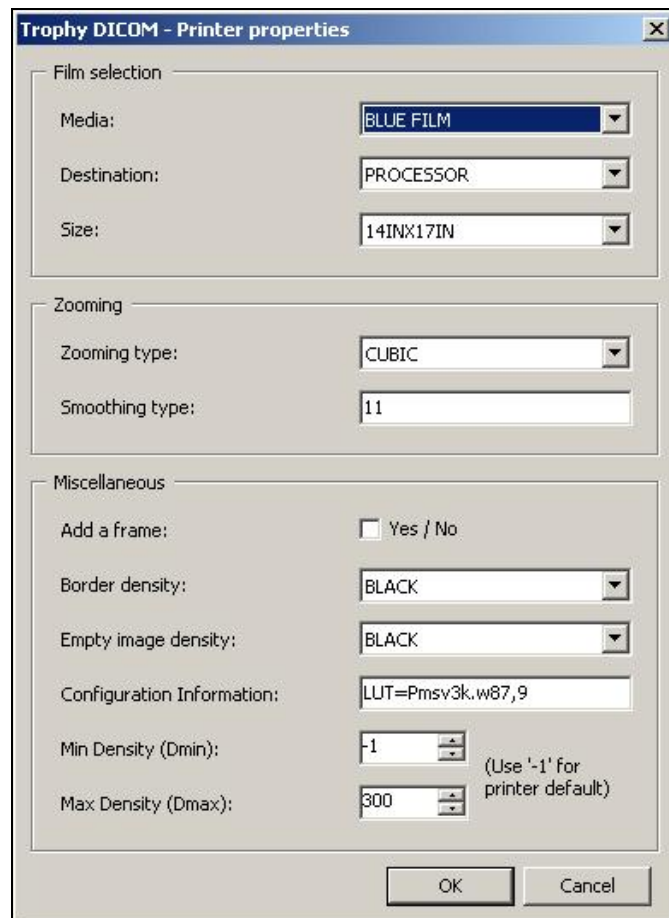 Trophy DICOM - Printer properties
Film selection
Media: BLUE FILM
Destination: PROCESSOR
Size: 14INX17IN
Zooming
Zooming type: CUBIC
Smoothing type: 11
Miscellaneous
Add a frame: Yes / No
Border density: BLACK
Empty image density: BLACK
Configuration Information: LUT=Pmsv3k.w87,9
Min Density (Dmin): -1
(Use '-1' for
printer default)
Max Density (Dmax): 300
OK Cancel